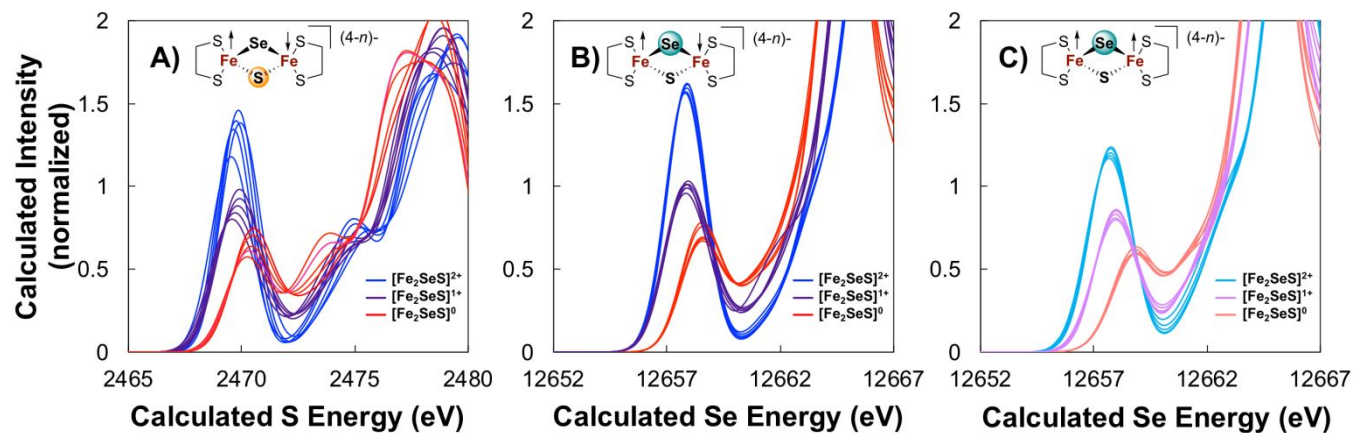 Calculated Intensity
(normalized)
2
1.5
1
0.5
0
A)
S
S
Fe
Se
Fe
S
S
S
(4-n)-
[Fe₂SeS]²⁺
[Fe₂SeS]¹⁺
[Fe₂SeS]⁰
2465 2470 2475 2480
Calculated S Energy (eV)
2
1.5
1
0.5
0
B)
S
S
Fe
Se
Fe
S
S
S
(4-n)-
[Fe₂SeS]²⁺
[Fe₂SeS]¹⁺
[Fe₂SeS]⁰
12652 12657 12662 12667
Calculated Se Energy (eV)
2
1.5
1
0.5
0
C)
S
S
Fe
Se
Fe
S
S
S
(4-n)-
[Fe₂SeS]²⁺
[Fe₂SeS]¹⁺
[Fe₂SeS]⁰
12652 12657 12662 12667
Calculated Se Energy (eV)